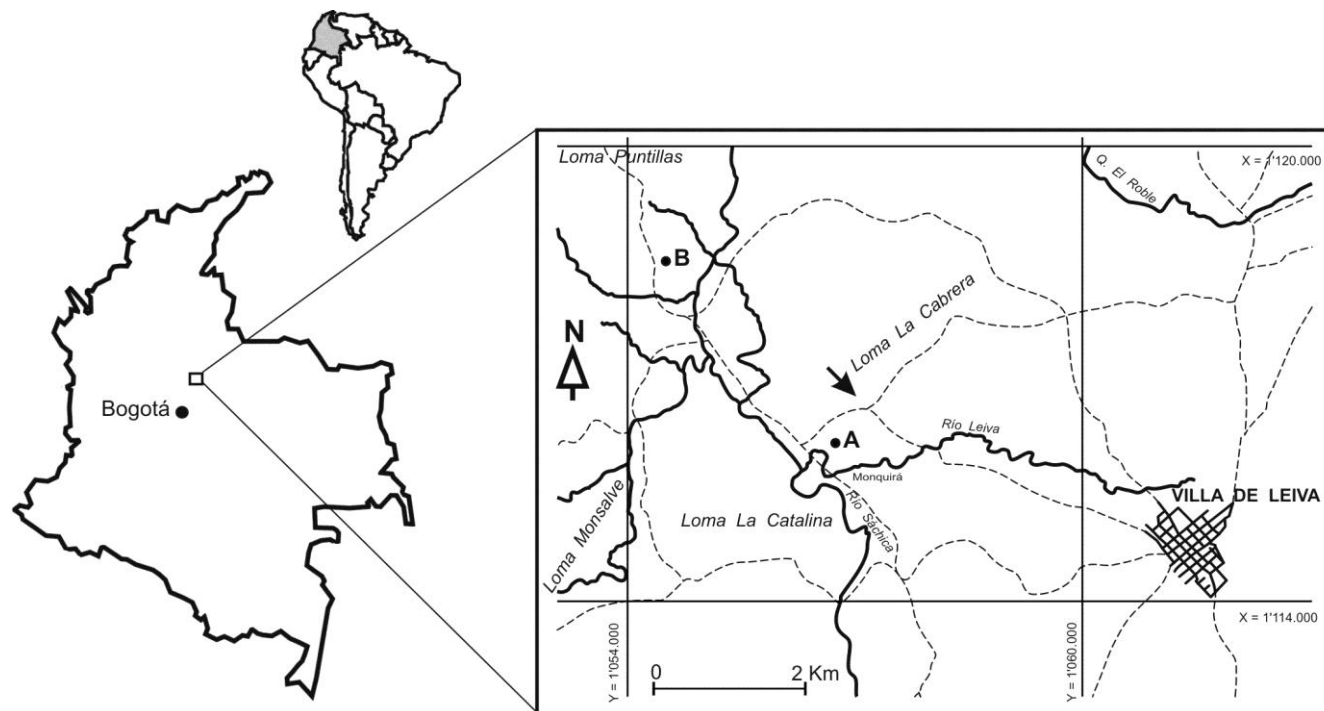 Bogotá
Loma Puntillas
Q. El Roble
X = 1'120.000
B
N
Loma La Cabrera
A
Río Leiva
Monquirá
VILLA DE LEIVA
Loma Monsalve
Loma La Catalina
Río Sáchica
X = 1'114.000
Y = 1'054.000
Y = 1'060.000
0 2 Km